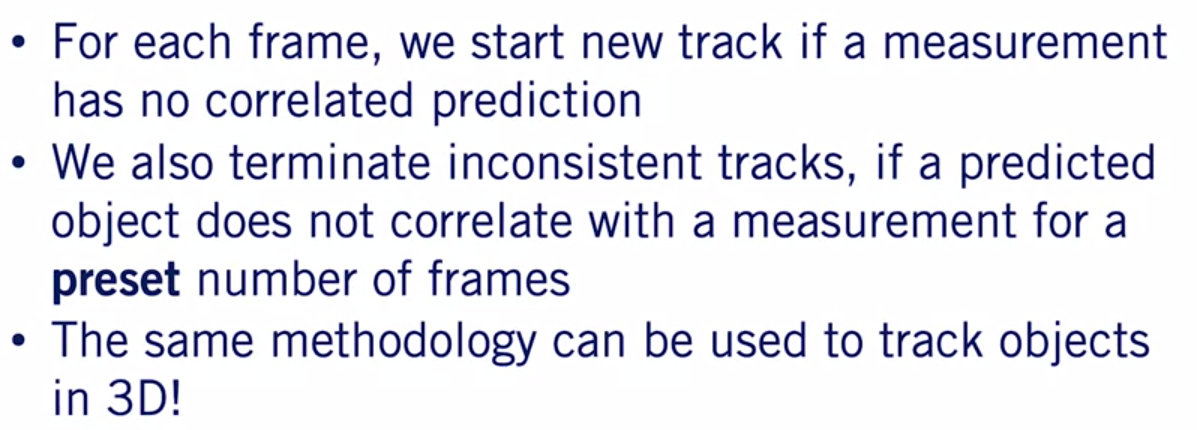 • For each frame, we start new track if a measurement
has no correlated prediction
• We also terminate inconsistent tracks, if a predicted
object does not correlate with a measurement for a
preset number of frames
• The same methodology can be used to track objects
in 3D!